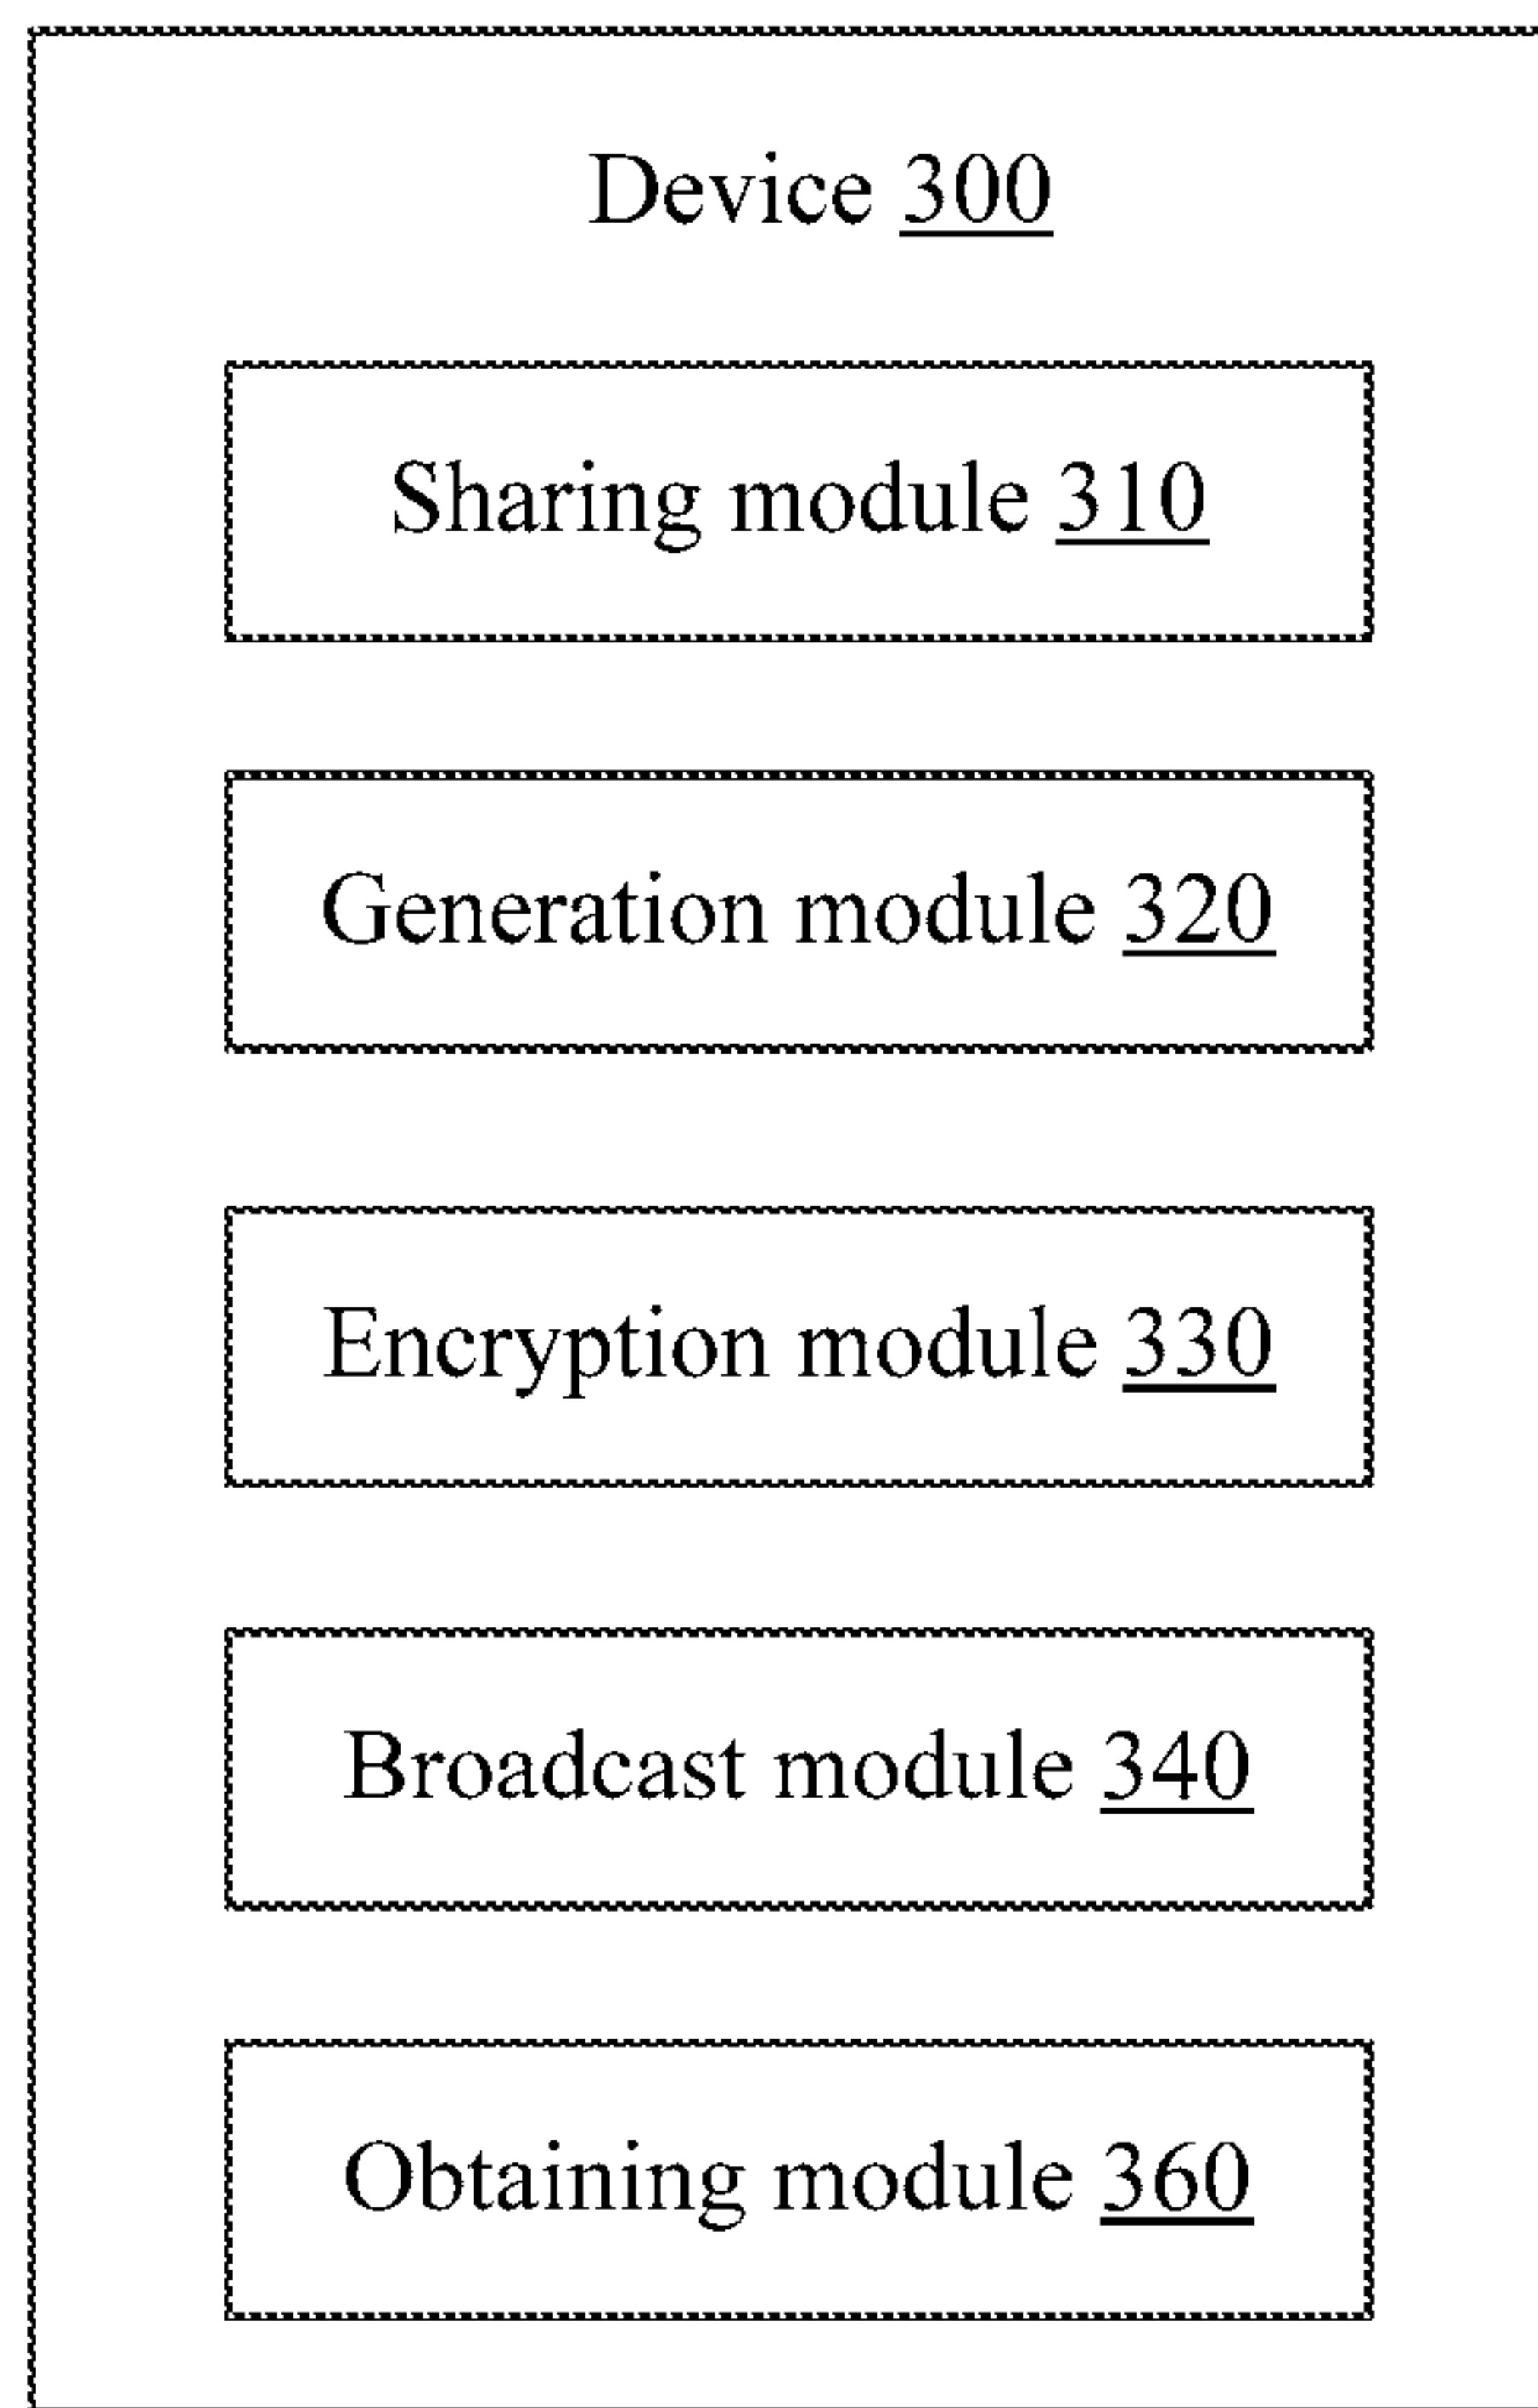 Device 300
Sharing module 310
Generation module 320
Encryption module 330
Broadcast module 340
Obtaining module 360